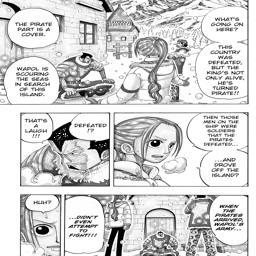 WHAT'S
GOING ON
HERE?
THIS
COUNTRY
WAS
DEFEATED,
BUT THE
KING'S NOT
NOT ONLY
ALIVE,
HE'S
TURNED
PIRATE!!
THE PIRATE
PART IS A
COVER.
WAPOL IS
SCOURING
THE SEAS
IN SEARCH
OF THIS
ISLAND.
THEN THOSE
MEN ON THE
SHIP WERE
SOLDIERS
THAT THE
PIRATES
DEFEATED...
...AND
DROVE OFF
THE
ISLAND?
DEFEATED
!?
THAT'S
A LAUGH
!!!
WHEN
THE
PIRATES
ARRIVED,
WAPOL'S
ARMY...
...DIDN'T
EVEN
ATTEMPT
TO
FIGHT!!!
HUH?